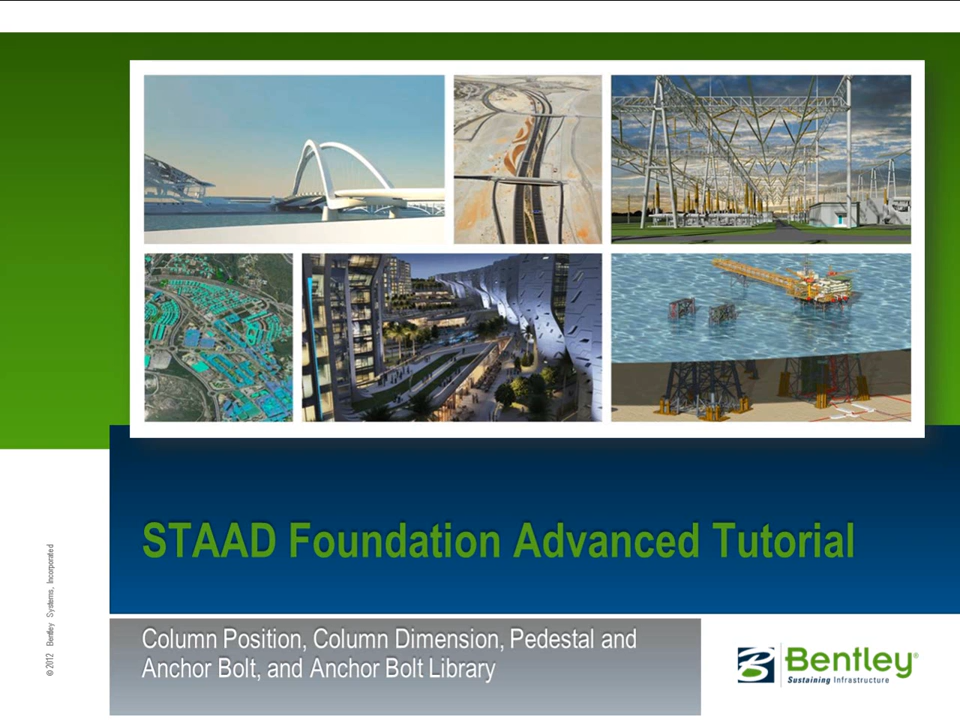 STAAD Foundation Advanced Tutorial
Column Position, Column Dimension, Pedestal and
Anchor Bolt, and Anchor Bolt Library
© 2012 Bentley Systems, Incorporated
Bentley®
Sustaining Infrastructure